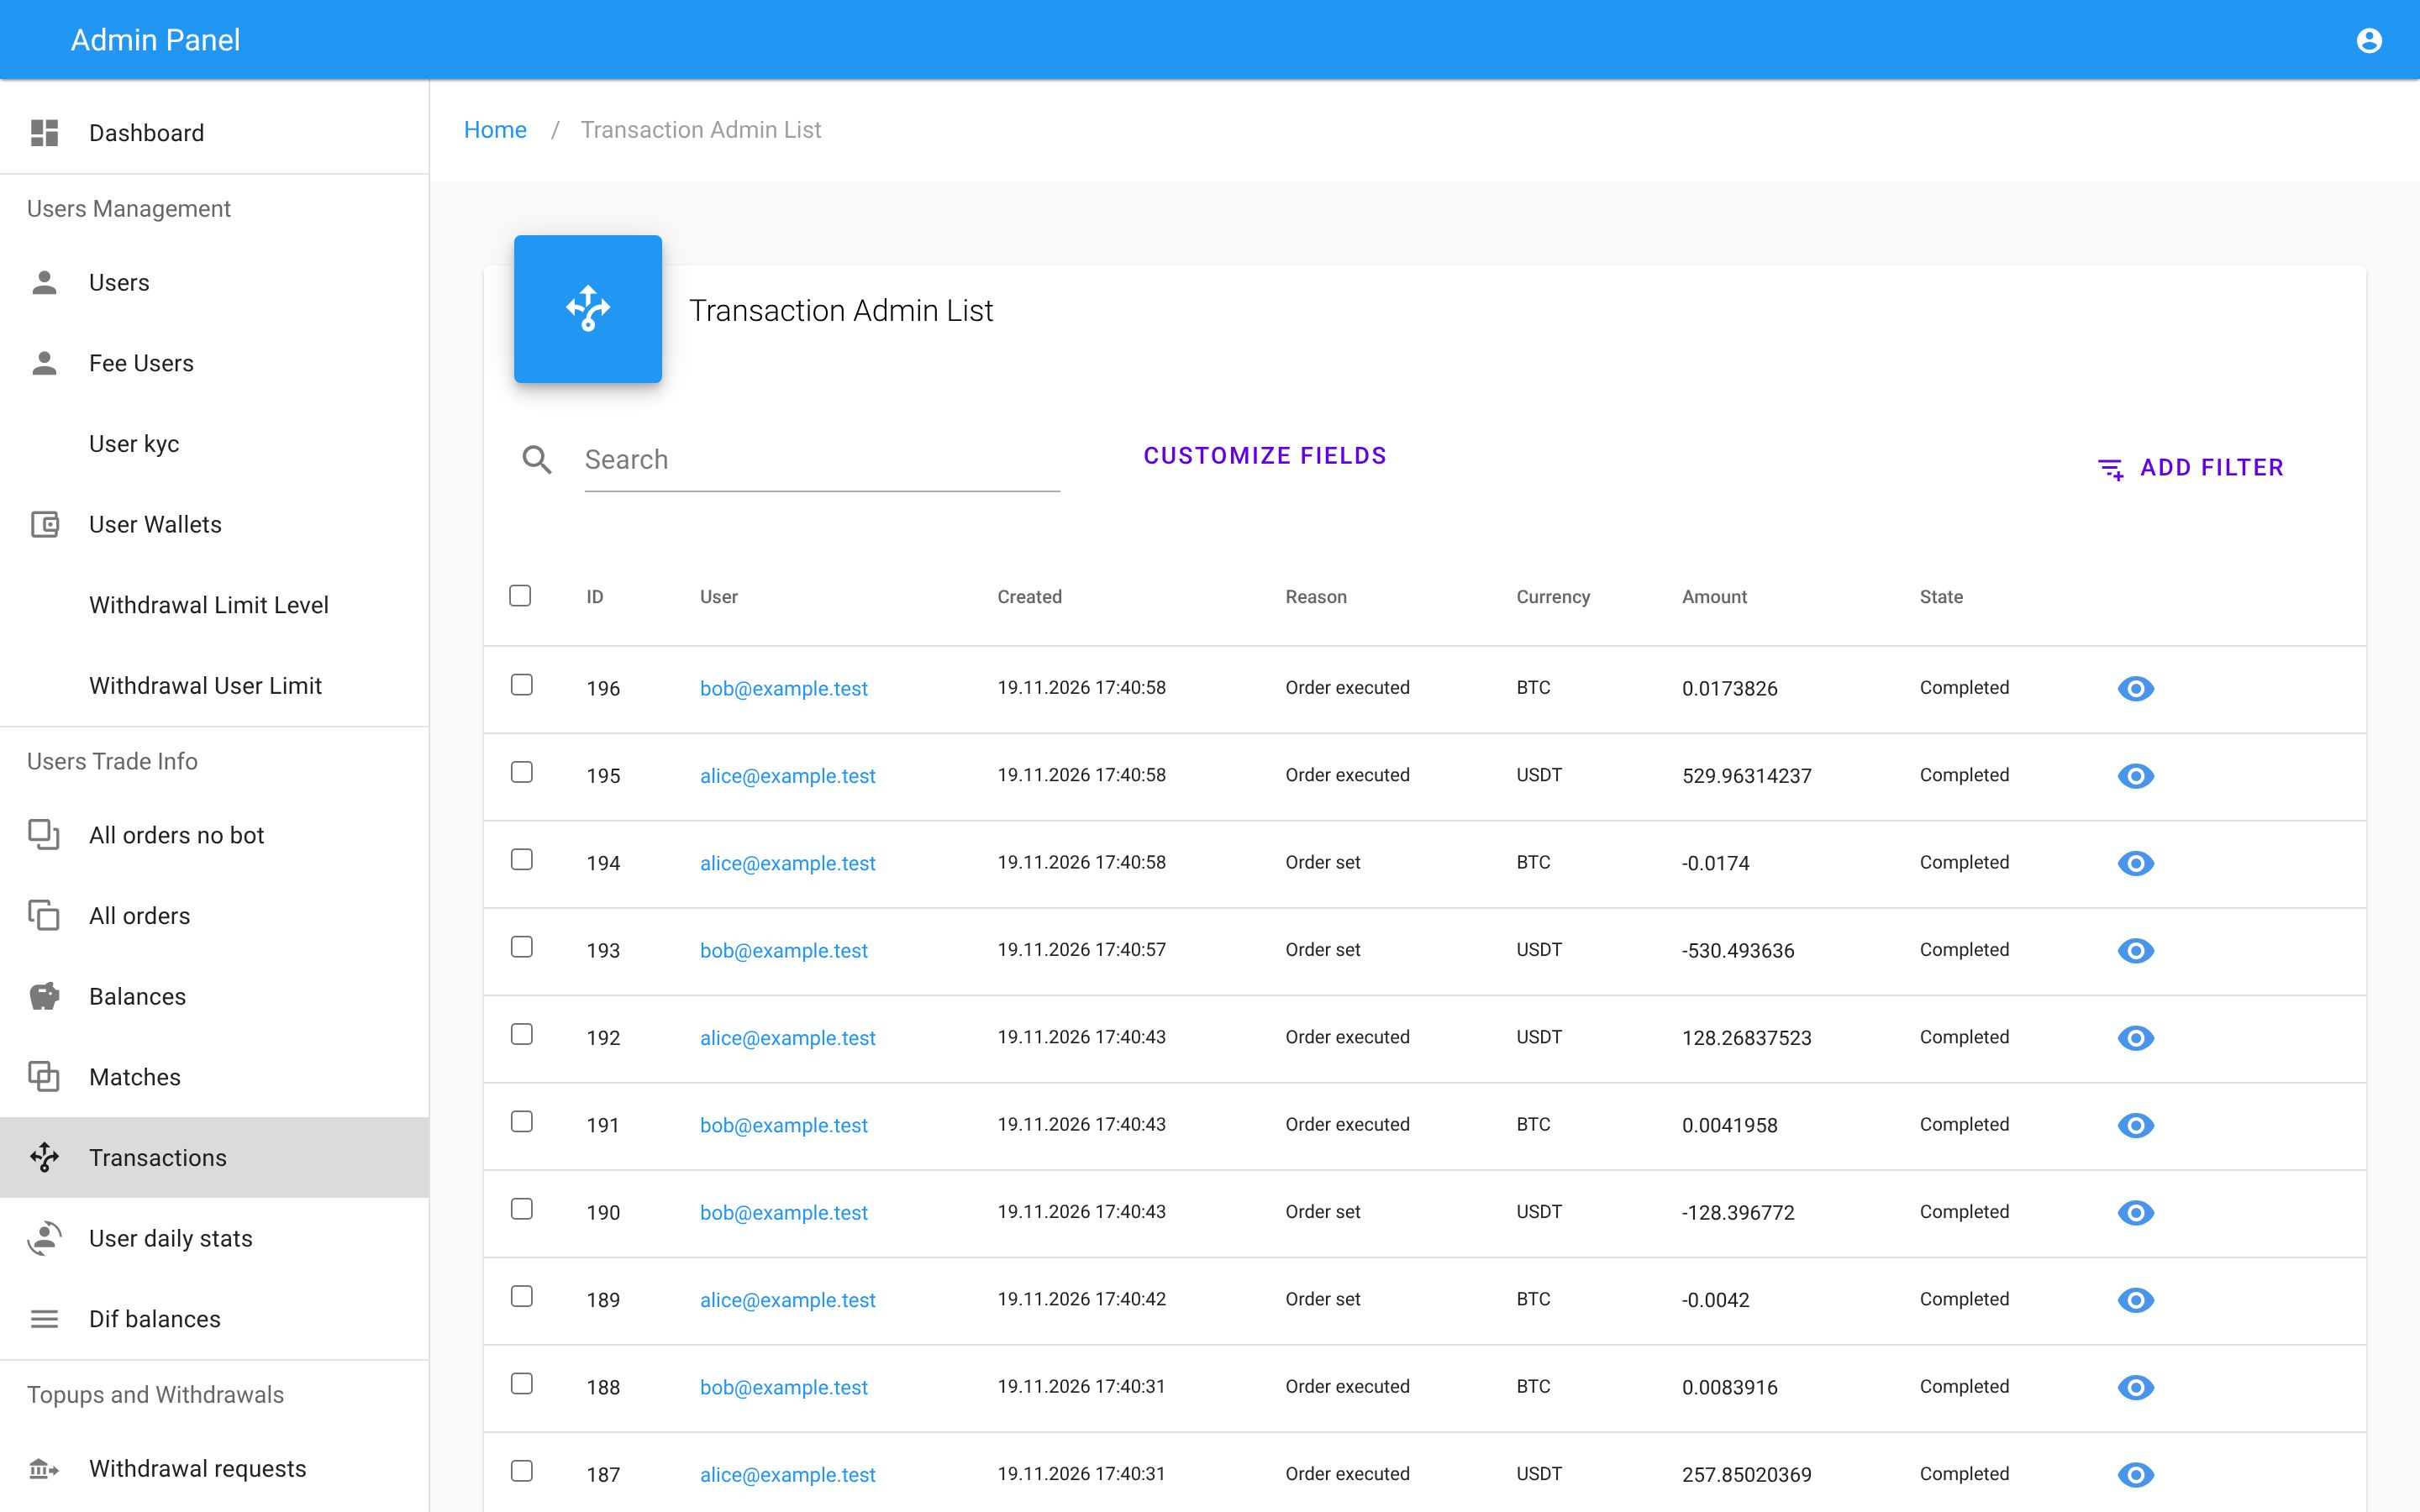 Admin Panel
Dashboard
Users Management
Users
Fee Users
User kyc
User Wallets
Withdrawal Limit Level
Withdrawal User Limit
Users Trade Info
All orders no bot
All orders
Balances
Matches
Transactions
User daily stats
Dif balances
Topups and Withdrawals
Withdrawal requests
Home / Transaction Admin List
Transaction Admin List
Search
CUSTOMIZE FIELDS
ADD FILTER
ID User Created Reason Currency Amount State
196 bob@example.test 19.11.2026 17:40:58 Order executed BTC 0.0173826 Completed
195 alice@example.test 19.11.2026 17:40:58 Order executed USDT 529.96314237 Completed
194 alice@example.test 19.11.2026 17:40:58 Order set BTC -0.0174 Completed
193 bob@example.test 19.11.2026 17:40:57 Order set USDT -530.493636 Completed
192 alice@example.test 19.11.2026 17:40:43 Order executed USDT 128.26837523 Completed
191 bob@example.test 19.11.2026 17:40:43 Order executed BTC 0.0041958 Completed
190 bob@example.test 19.11.2026 17:40:43 Order set USDT -128.396772 Completed
189 alice@example.test 19.11.2026 17:40:42 Order set BTC -0.0042 Completed
188 bob@example.test 19.11.2026 17:40:31 Order executed BTC 0.0083916 Completed
187 alice@example.test 19.11.2026 17:40:31 Order executed USDT 257.85020369 Completed